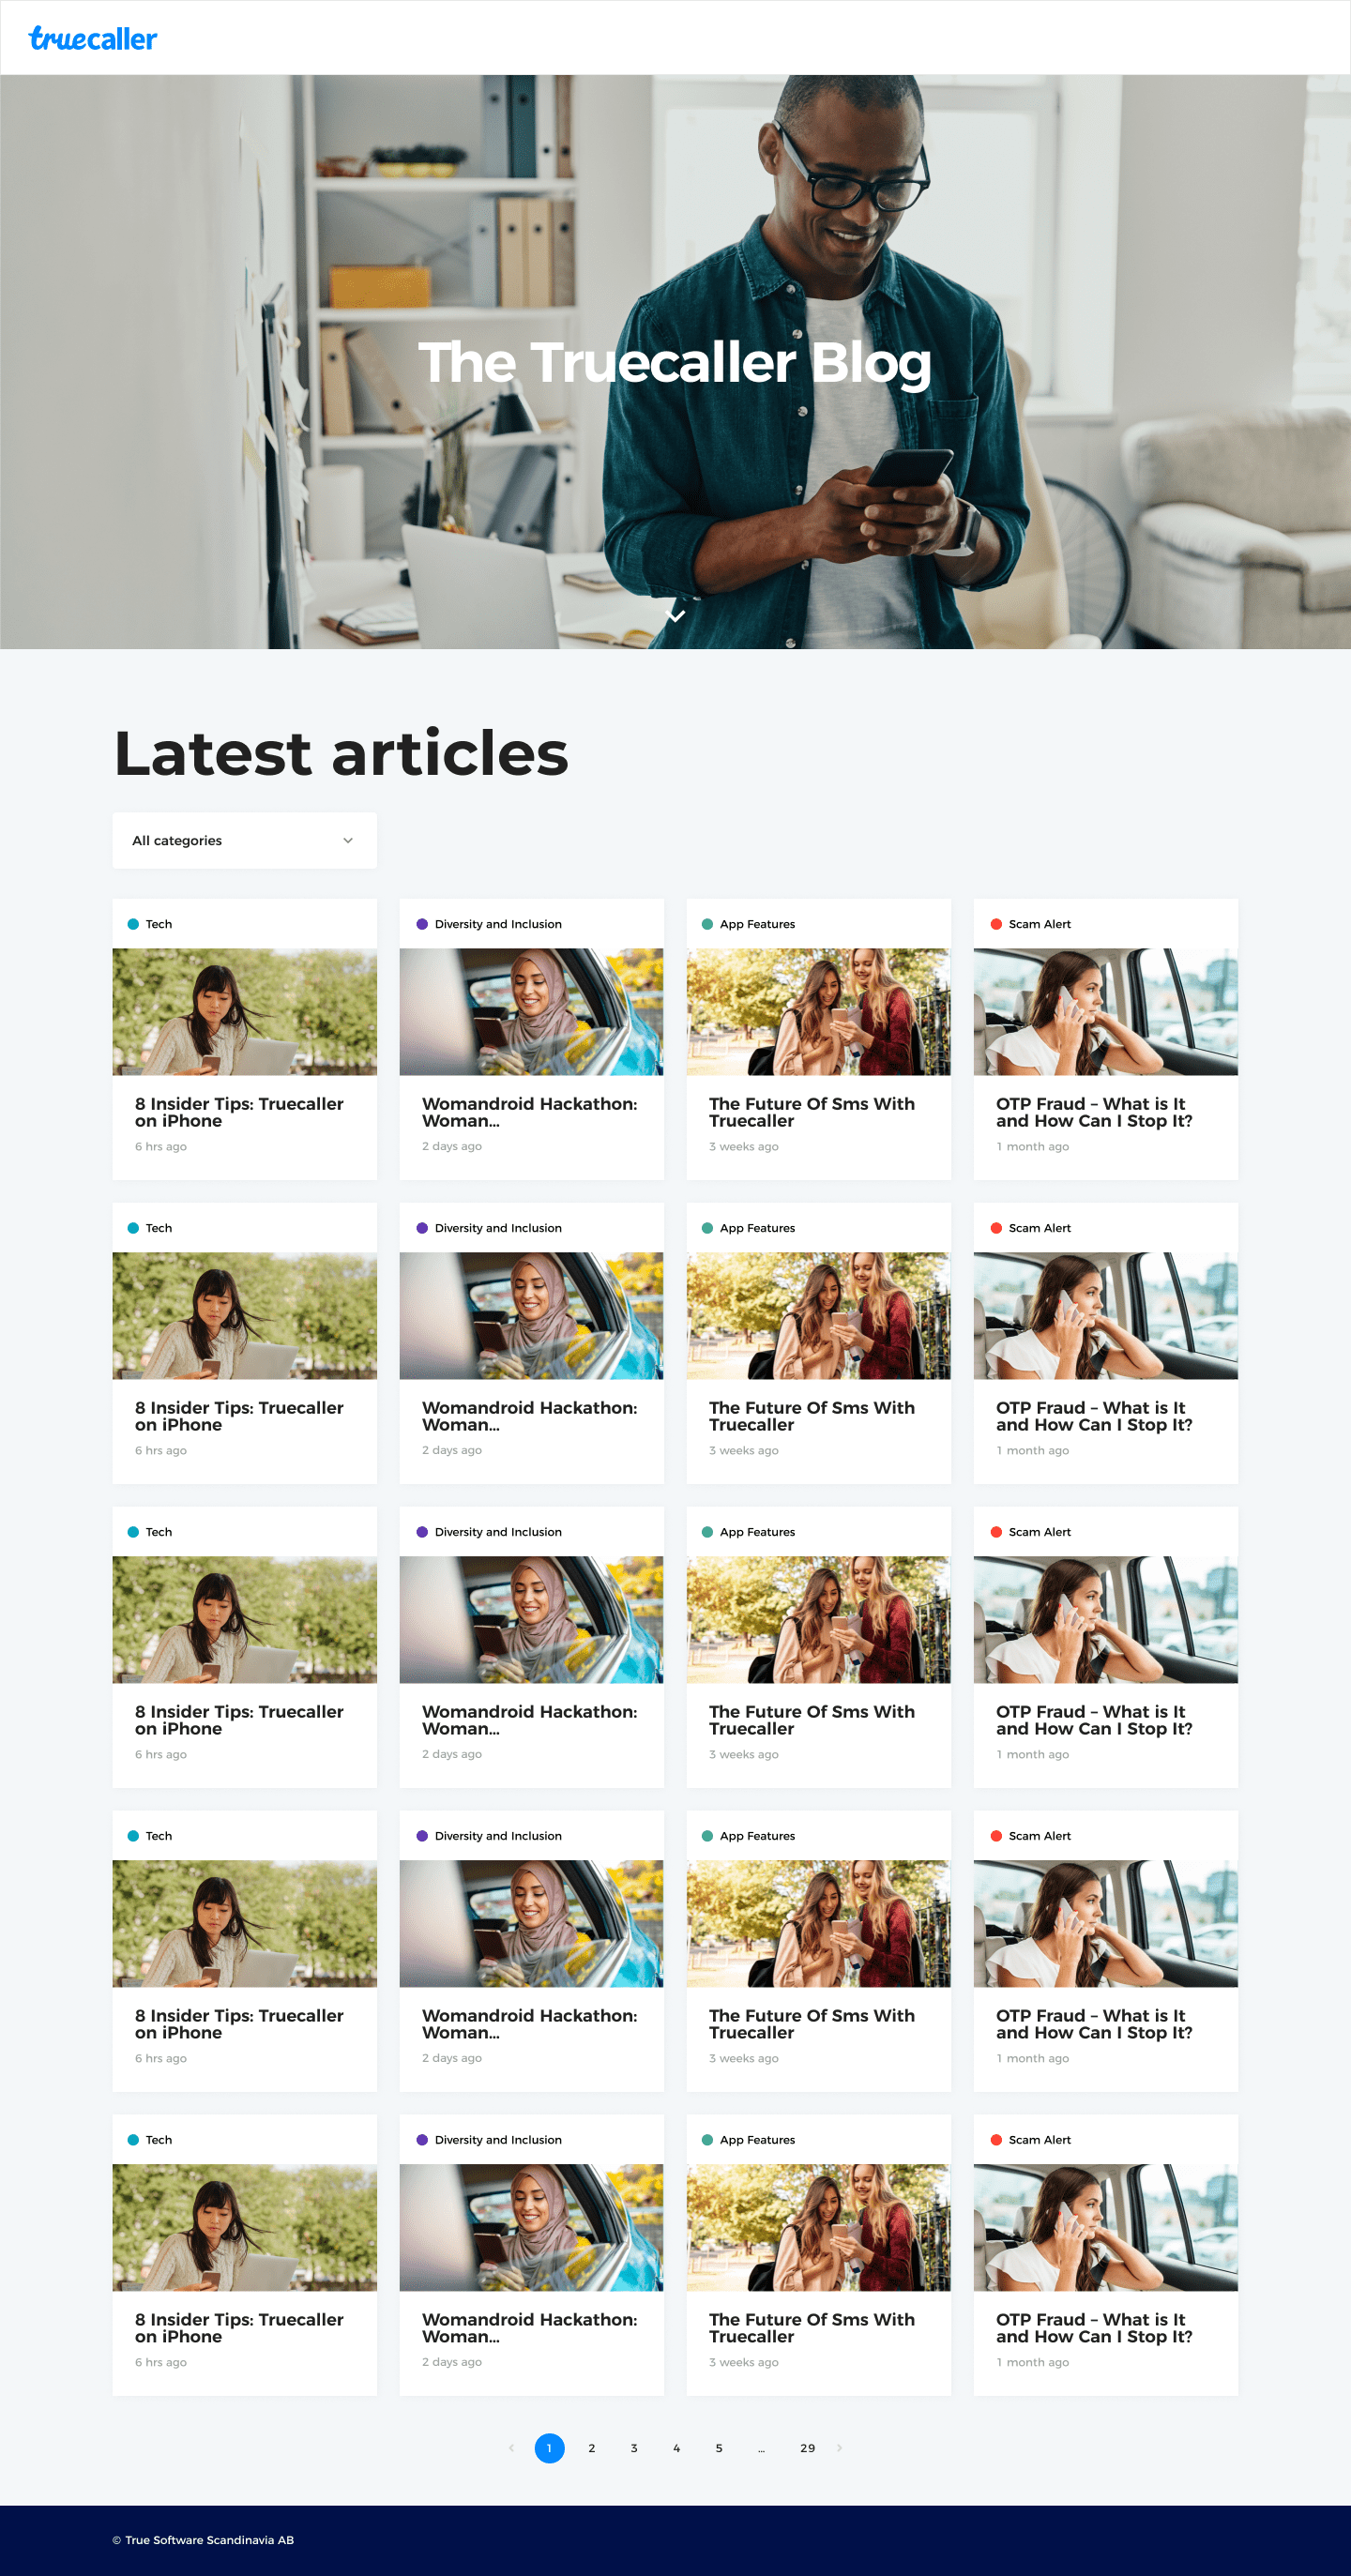 truecaller
The Truecaller Blog
Latest articles
All categories
Tech
Diversity and Inclusion
App Features
Scam Alert
8 Insider Tips: Truecaller
on iPhone
6 hrs ago
Womandroid Hackathon:
Woman...
2 days ago
The Future Of Sms With
Truecaller
3 weeks ago
OTP Fraud – What is It
and How Can I Stop It?
1 month ago
Tech
Diversity and Inclusion
App Features
Scam Alert
8 Insider Tips: Truecaller
on iPhone
6 hrs ago
Womandroid Hackathon:
Woman...
2 days ago
The Future Of Sms With
Truecaller
3 weeks ago
OTP Fraud – What is It
and How Can I Stop It?
1 month ago
Tech
Diversity and Inclusion
App Features
Scam Alert
8 Insider Tips: Truecaller
on iPhone
6 hrs ago
Womandroid Hackathon:
Woman...
2 days ago
The Future Of Sms With
Truecaller
3 weeks ago
OTP Fraud – What is It
and How Can I Stop It?
1 month ago
Tech
Diversity and Inclusion
App Features
Scam Alert
8 Insider Tips: Truecaller
on iPhone
6 hrs ago
Womandroid Hackathon:
Woman...
2 days ago
The Future Of Sms With
Truecaller
3 weeks ago
OTP Fraud – What is It
and How Can I Stop It?
1 month ago
Tech
Diversity and Inclusion
App Features
Scam Alert
8 Insider Tips: Truecaller
on iPhone
6 hrs ago
Womandroid Hackathon:
Woman...
2 days ago
The Future Of Sms With
Truecaller
3 weeks ago
OTP Fraud – What is It
and How Can I Stop It?
1 month ago
1 2 3 4 5 ... 29
© True Software Scandinavia AB